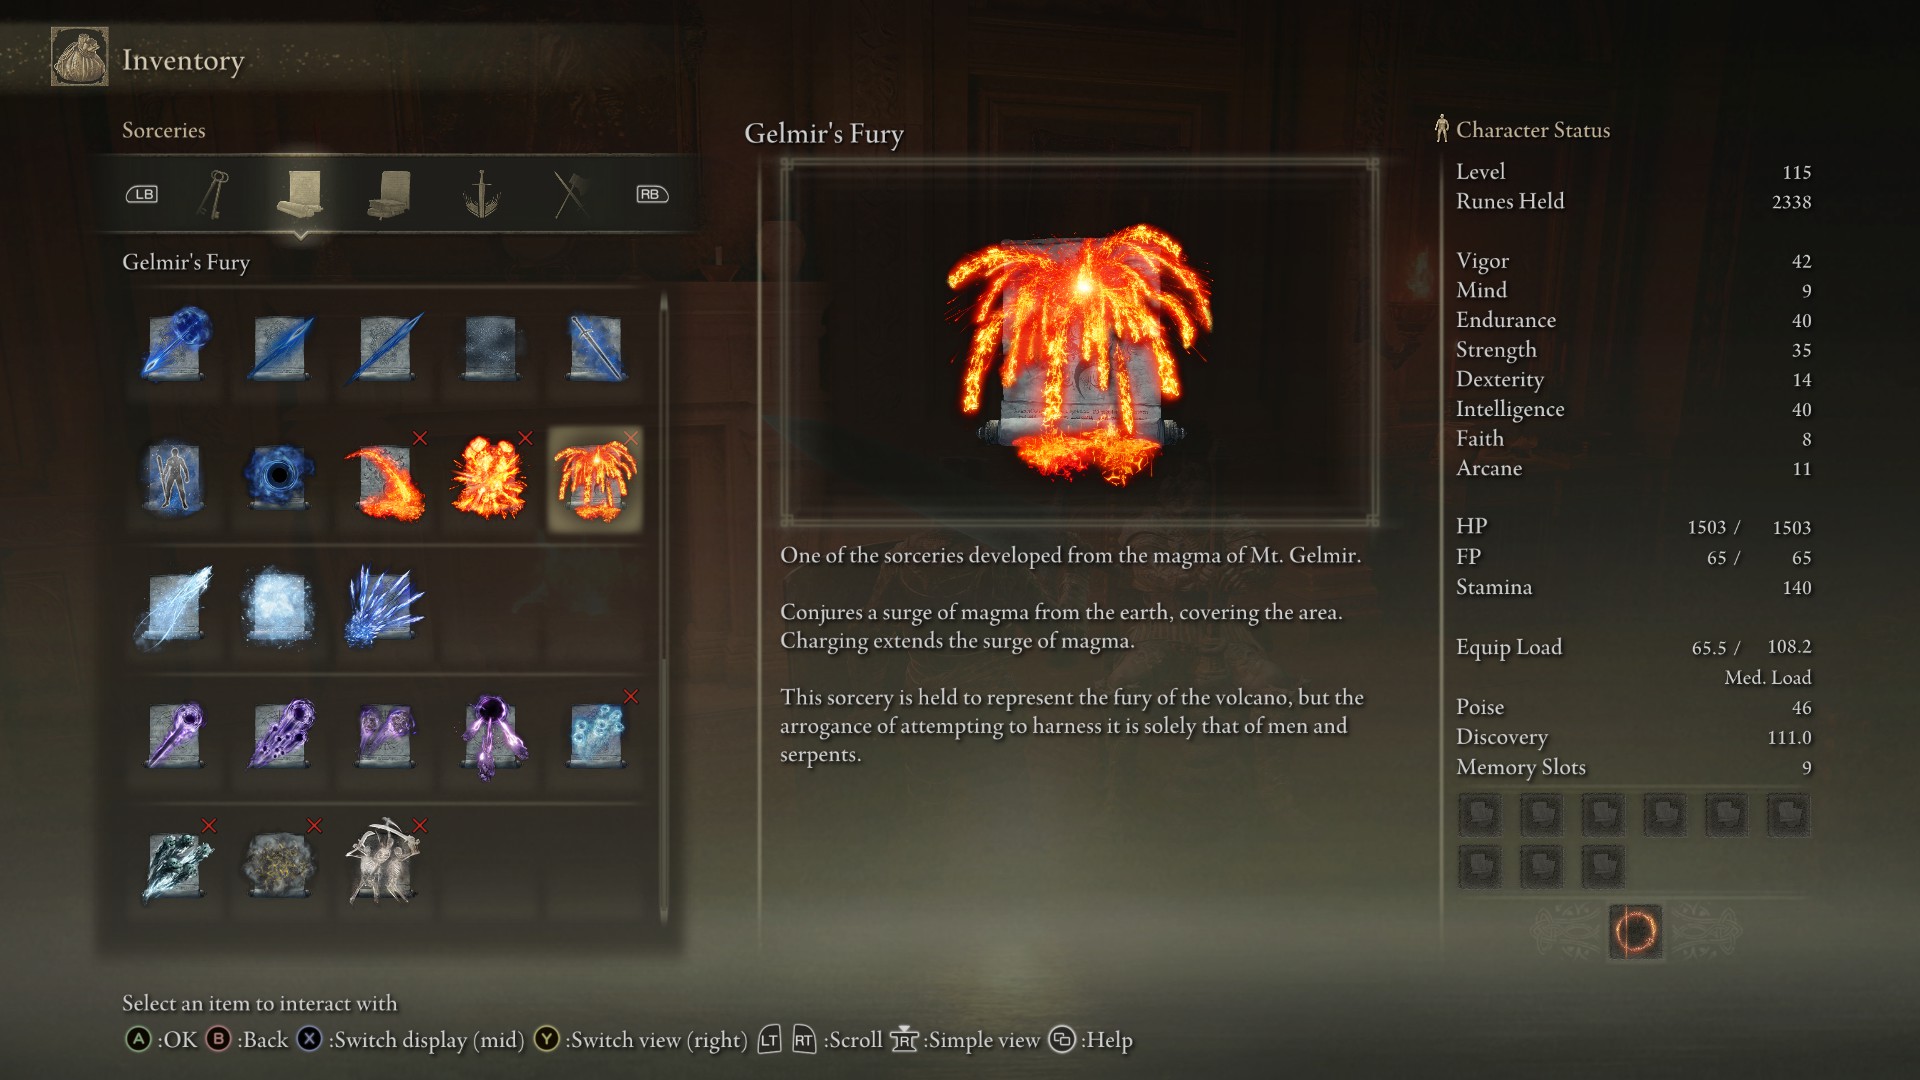 Inventory
Sorceries
LB
RB
Gelmir's Fury
Gelmir's Fury
One of the sorceries developed from the magma of Mt. Gelmir.
Conjures a surge of magma from the earth, covering the area.
Charging extends the surge of magma.
This sorcery is held to represent the fury of the volcano, but the
arrogance of attempting to harness it is solely that of men and
serpents.
Character Status
Level 115
Runes Held 2338
Vigor 42
Mind 9
Endurance 40
Strength 35
Dexterity 14
Intelligence 40
Faith 8
Arcane 11
HP 1503 / 1503
FP 65 / 65
Stamina 140
Equip Load 65.5 / 108.2
Med. Load
Poise 46
Discovery 111.0
Memory Slots 9
Select an item to interact with
A :OK B :Back X :Switch display (mid) Y :Switch view (right) LT RT :Scroll R :Simple view :Help